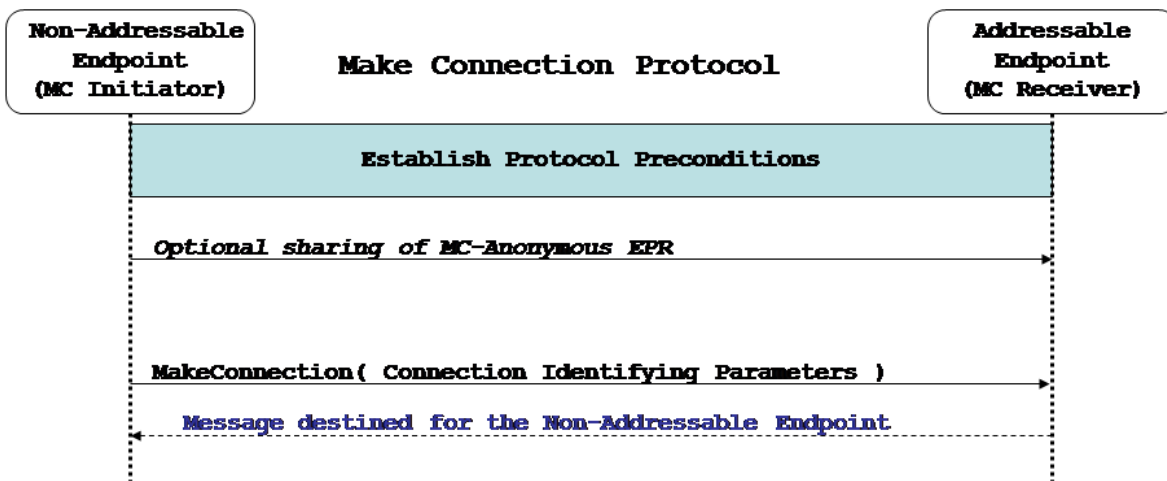 Non-Addressable
Endpoint
(MC Initiator)
Make Connection Protocol
Addressable
Endpoint
(MC Receiver)
Establish Protocol Preconditions
Optional sharing of MC-Anonymous EPR
MakeConnection( Connection Identifying Parameters )
Message destined for the Non-Addressable Endpoint